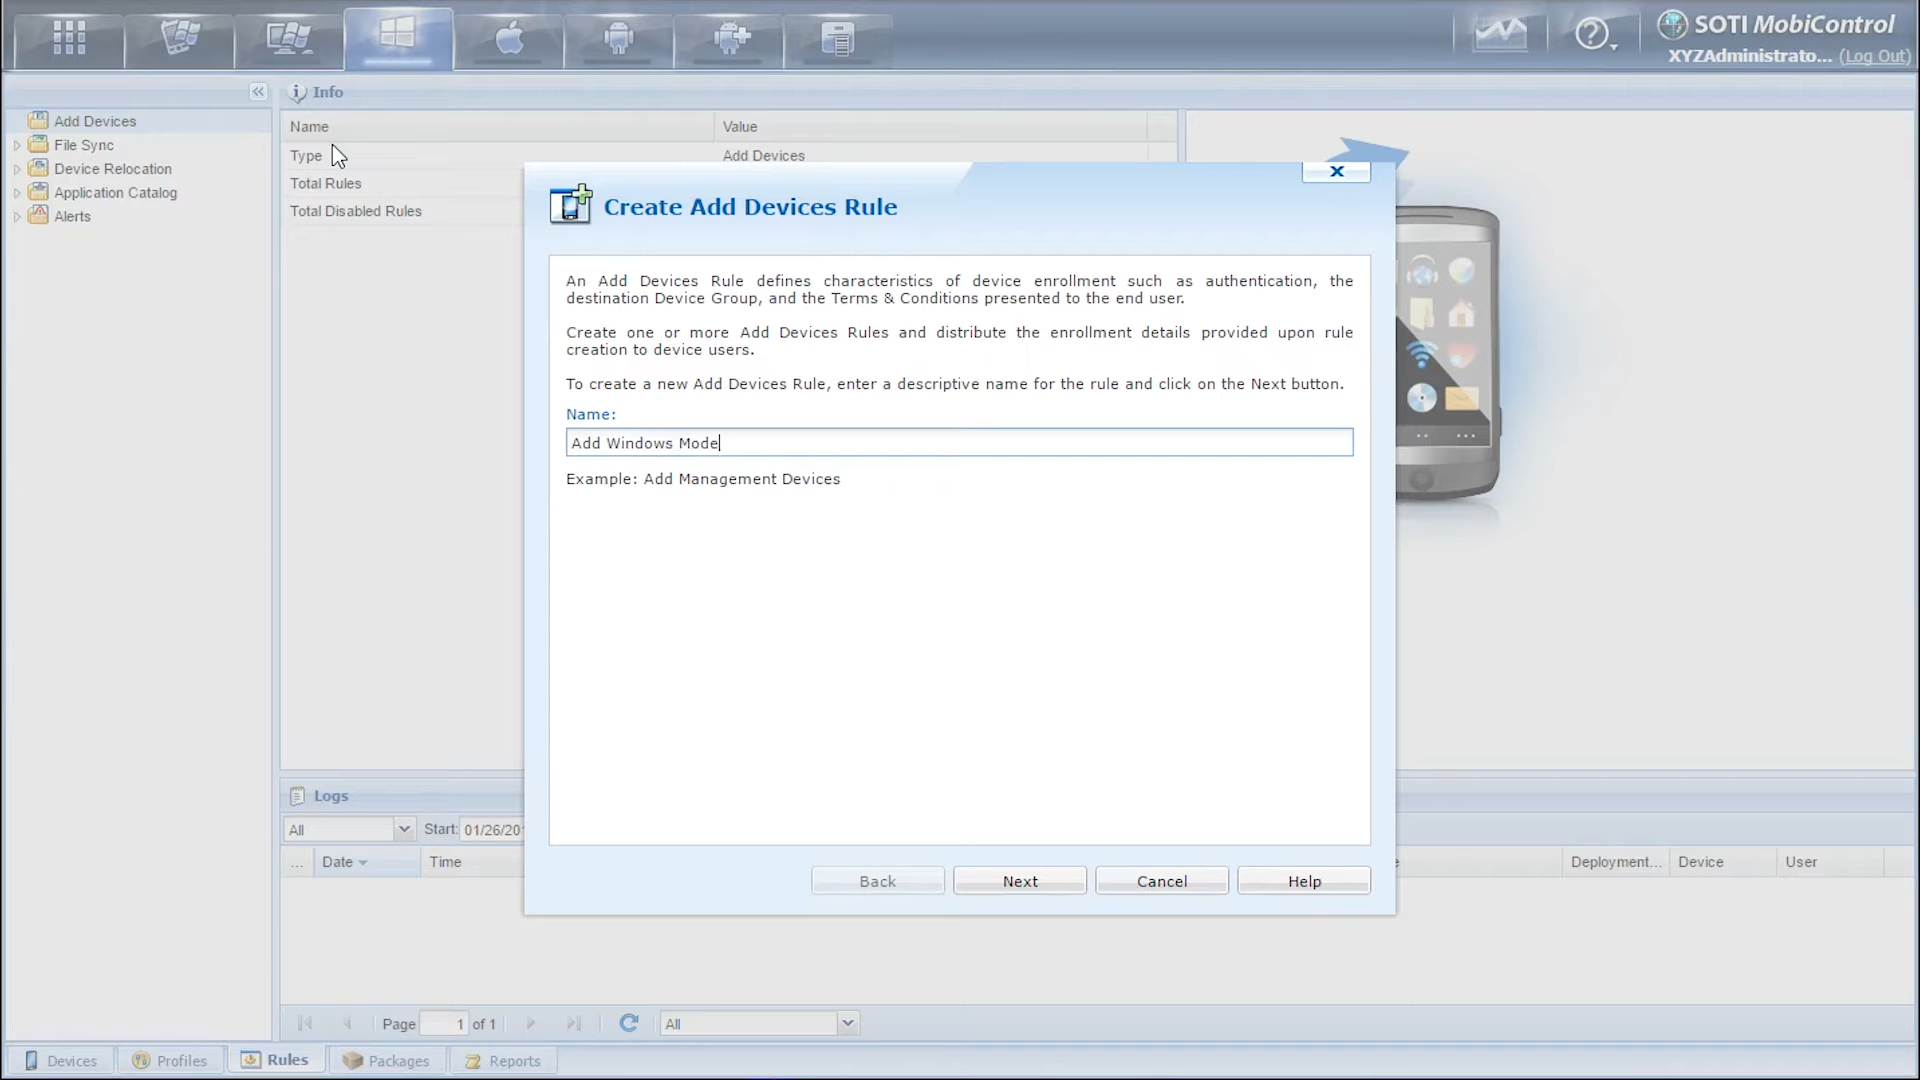 SOTI MobiControl
XYZAdministrato... (Log Out)
Info
Add Devices
File Sync
Device Relocation
Application Catalog
Alerts
Name Value
Type Add Devices
Total Rules
Total Disabled Rules
Create Add Devices Rule
An Add Devices Rule defines characteristics of device enrollment such as authentication, the
destination Device Group, and the Terms & Conditions presented to the end user.
Create one or more Add Devices Rules and distribute the enrollment details provided upon rule
creation to device users.
To create a new Add Devices Rule, enter a descriptive name for the rule and click on the Next button.
Name:
Add Windows Mode
Example: Add Management Devices
Back Next Cancel Help
Logs
All Start: 01/26/201
... Date Time Deployment... Device User
Page 1 of 1 All
Devices Profiles Rules Packages Reports